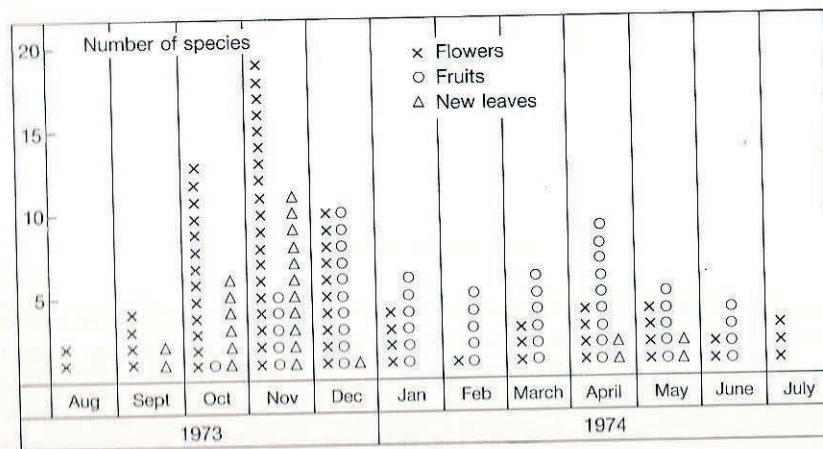 Number of species
× Flowers
○ Fruits
△ New leaves
20
15
10
5
Aug Sept Oct Nov Dec Jan Feb March April May June July
1973 1974